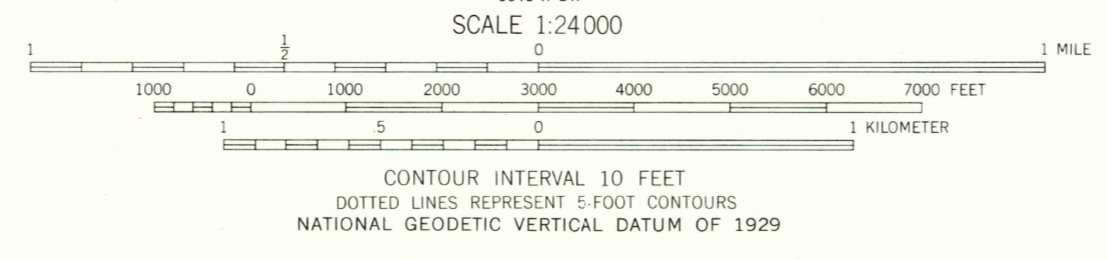 SCALE 1:24000
1 ½ 0 1 MILE
1000 0 1000 2000 3000 4000 5000 6000 7000 FEET
1 .5 0 1 KILOMETER
CONTOUR INTERVAL 10 FEET
DOTTED LINES REPRESENT 5-FOOT CONTOURS
NATIONAL GEODETIC VERTICAL DATUM OF 1929